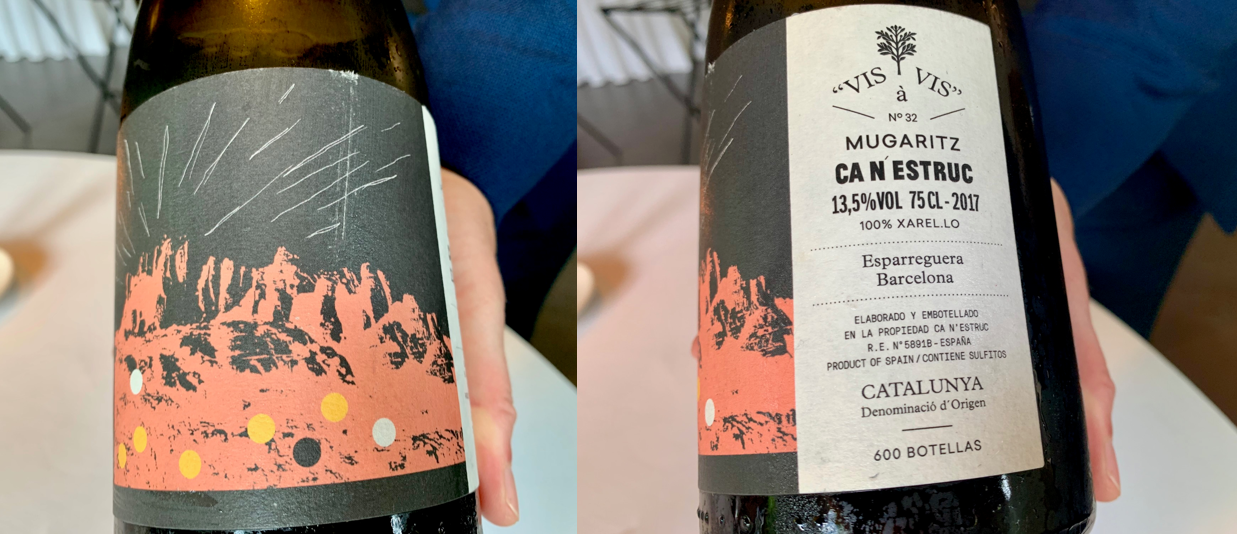 “VIS à VIS”
Nº 32
MUGARITZ
CA N'ESTRUC
13,5%VOL 75CL-2017
100% XAREL.LO
Esparreguera
Barcelona
ELABORADO Y EMBOTELLADO
EN LA PROPIEDAD CA N'ESTRUC
R.E. N°5891B-ESPAÑA
PRODUCT OF SPAIN/CONTIENE SULFITOS
CATALUNYA
Denominació d'Origen
600 BOTELLAS